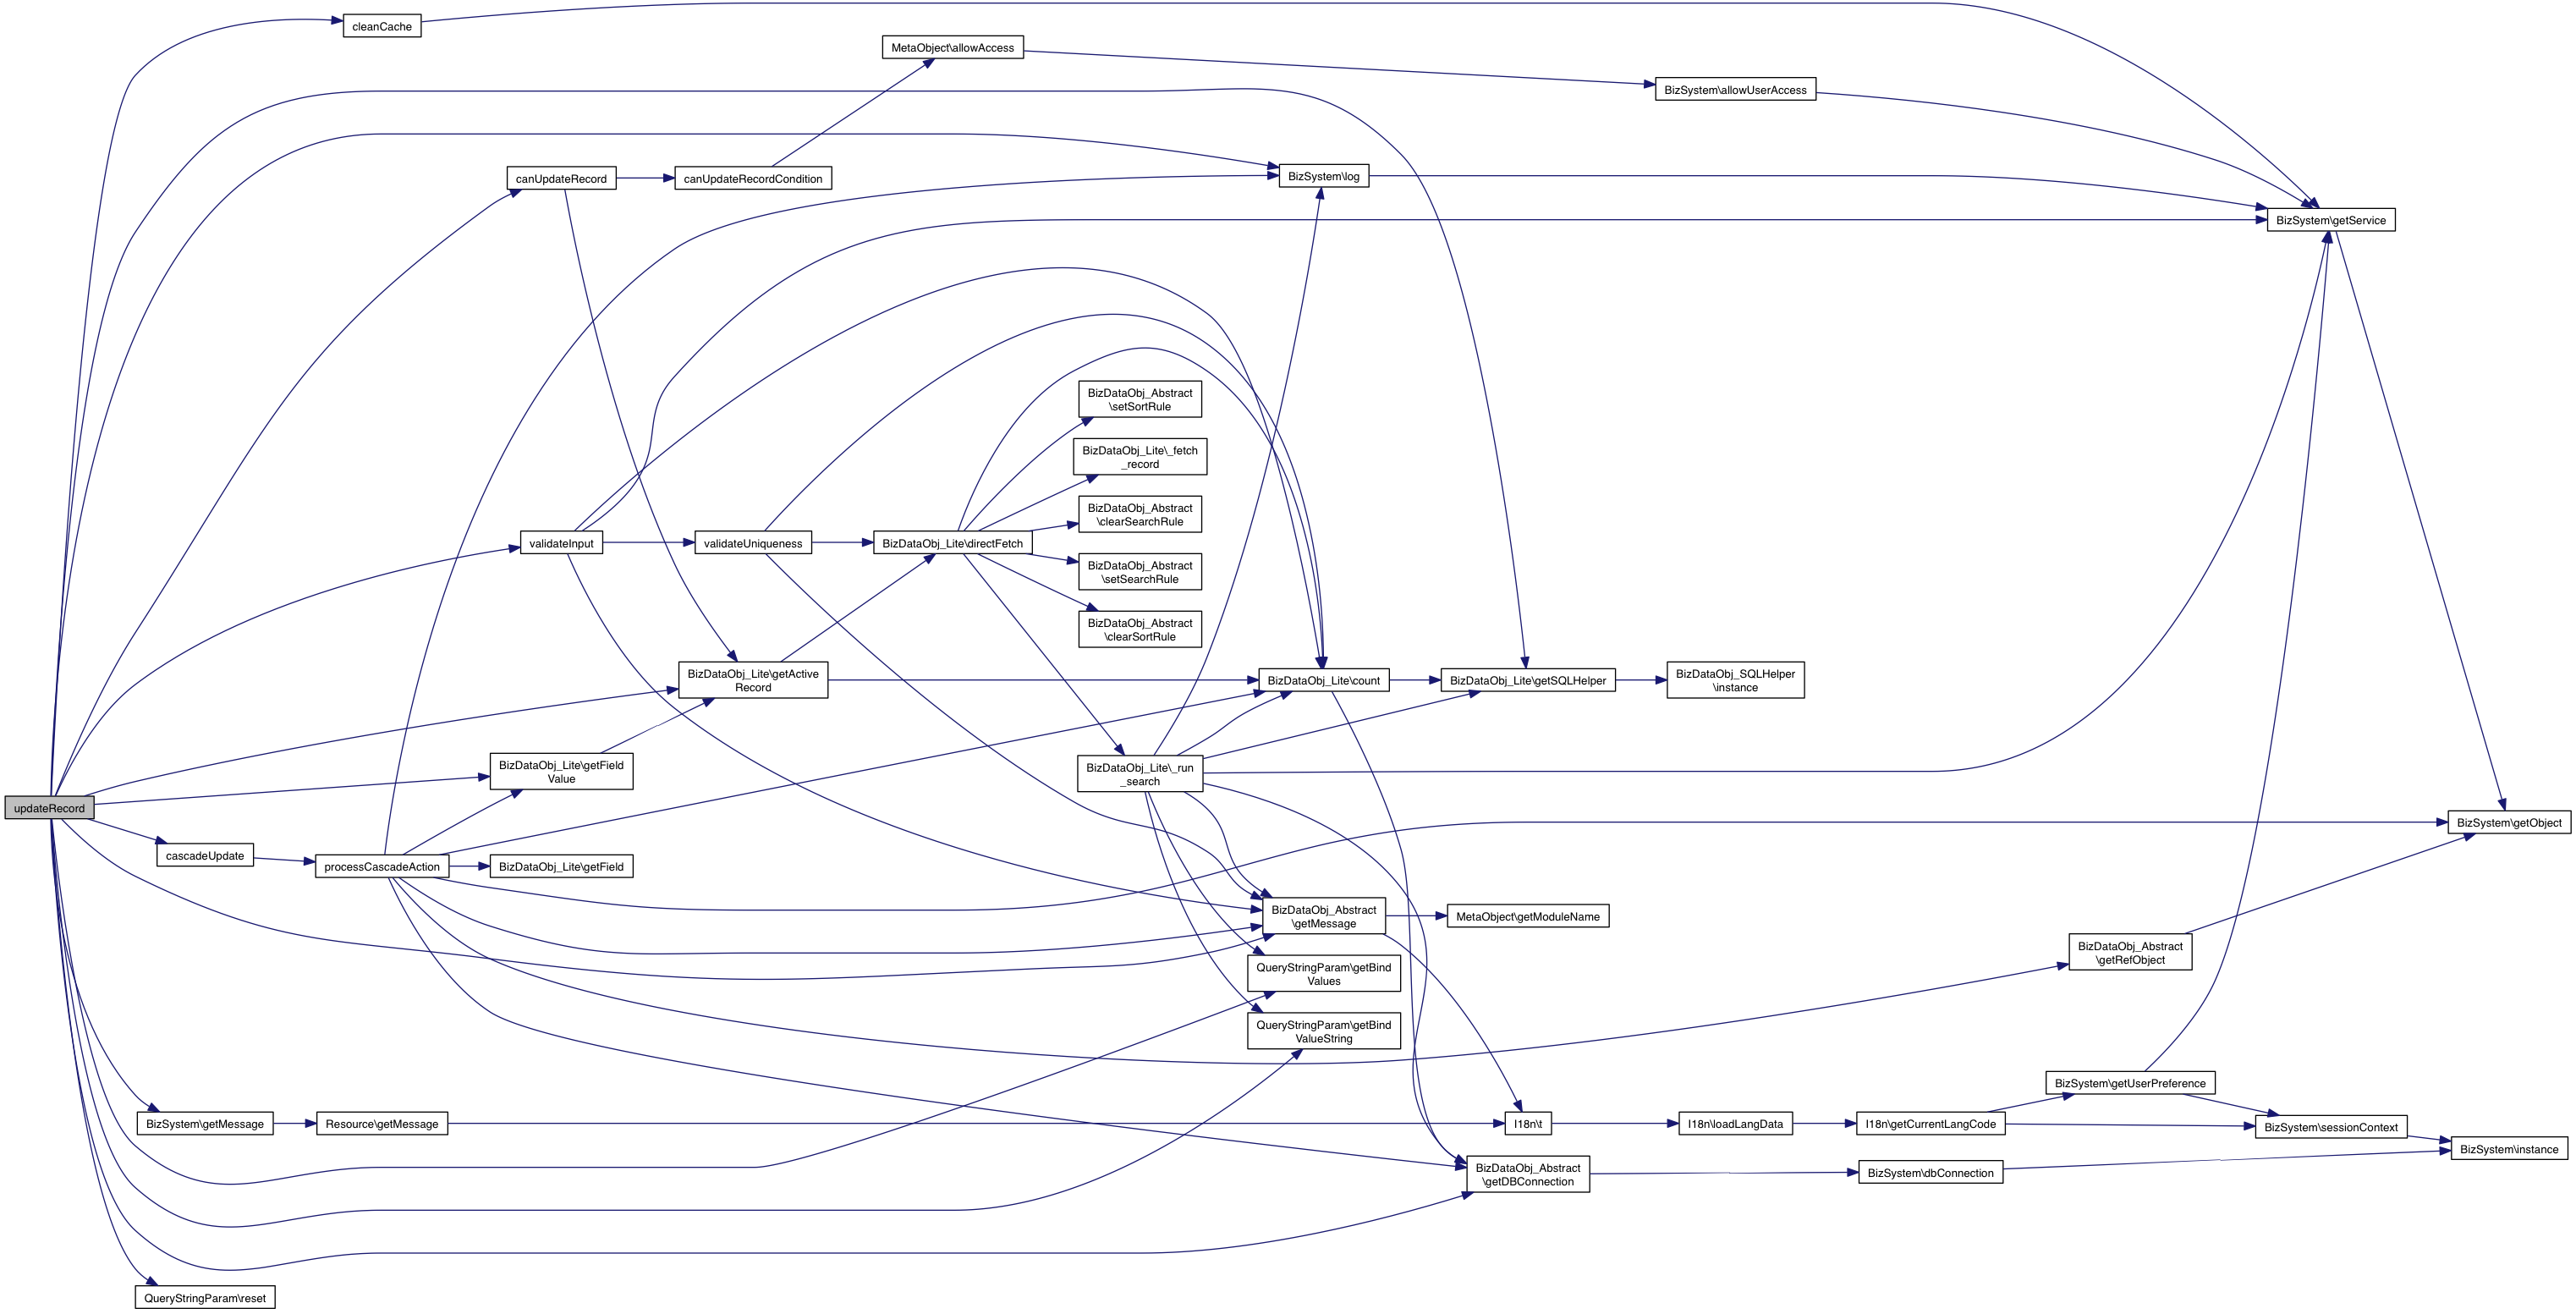 cleanCache
MetaObject\allowAccess
BizSystem\allowUserAccess
canUpdateRecord
canUpdateRecordCondition
BizSystem\log
BizSystem\getService
BizDataObj_Abstract
\setSortRule
BizDataObj_Lite\_fetch
_record
BizDataObj_Abstract
\clearSearchRule
validateInput
validateUniqueness
BizDataObj_Lite\directFetch
BizDataObj_Abstract
\setSearchRule
BizDataObj_Abstract
\clearSortRule
BizDataObj_Lite\getActive
Record
BizDataObj_Lite\count
BizDataObj_Lite\getSQLHelper
BizDataObj_SQLHelper
\instance
BizDataObj_Lite\getField
Value
BizDataObj_Lite\_run
_search
updateRecord
BizSystem\getObject
cascadeUpdate
processCascadeAction
BizDataObj_Lite\getField
BizDataObj_Abstract
\getMessage
MetaObject\getModuleName
BizDataObj_Abstract
\getRefObject
QueryStringParam\getBind
Values
QueryStringParam\getBind
ValueString
BizSystem\getUserPreference
BizSystem\getMessage
Resource\getMessage
I18n\t
I18n\loadLangData
I18n\getCurrentLangCode
BizSystem\sessionContext
BizSystem\instance
BizDataObj_Abstract
\getDBConnection
BizSystem\dbConnection
QueryStringParam\reset